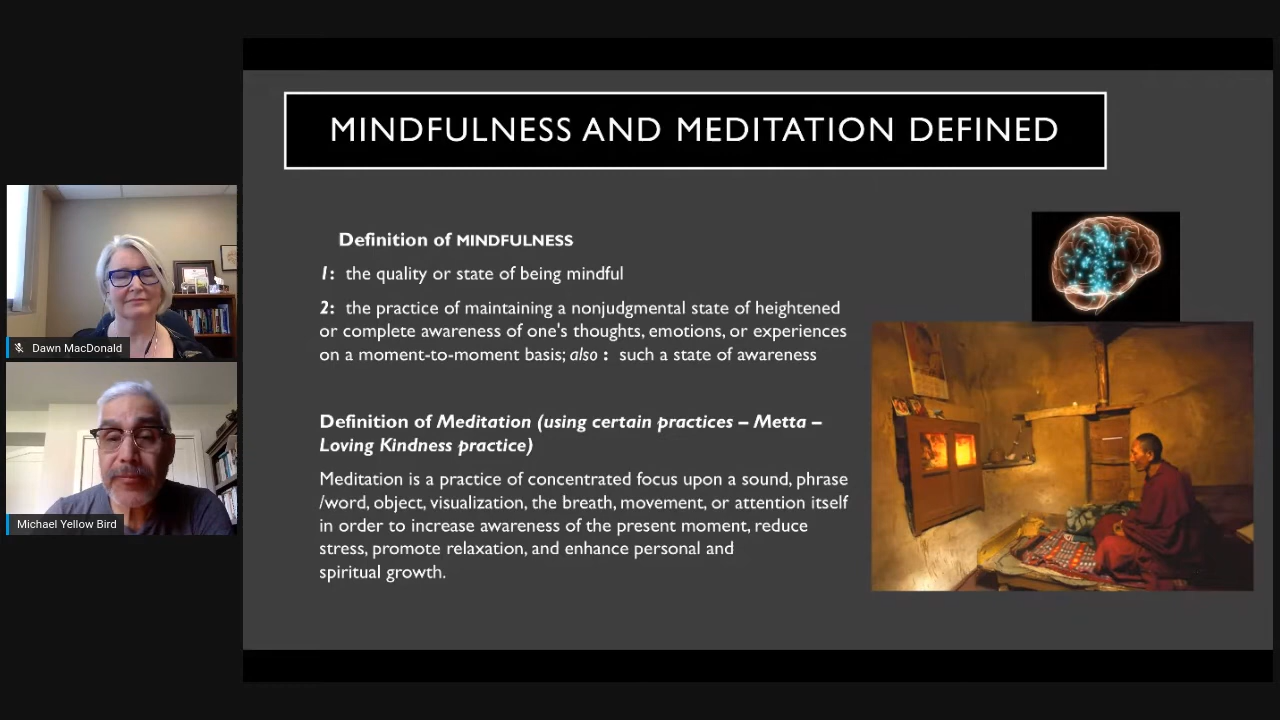 MINDFULNESS AND MEDITATION DEFINED
Definition of MINDFULNESS
1: the quality or state of being mindful
2: the practice of maintaining a nonjudgmental state of heightened
or complete awareness of one's thoughts, emotions, or experiences
on a moment-to-moment basis; also : such a state of awareness
Definition of Meditation (using certain practices – Metta –
Loving Kindness practice)
Meditation is a practice of concentrated focus upon a sound, phrase
/word, object, visualization, the breath, movement, or attention itself
in order to increase awareness of the present moment, reduce
stress, promote relaxation, and enhance personal and
spiritual growth.
Dawn MacDonald
Michael Yellow Bird